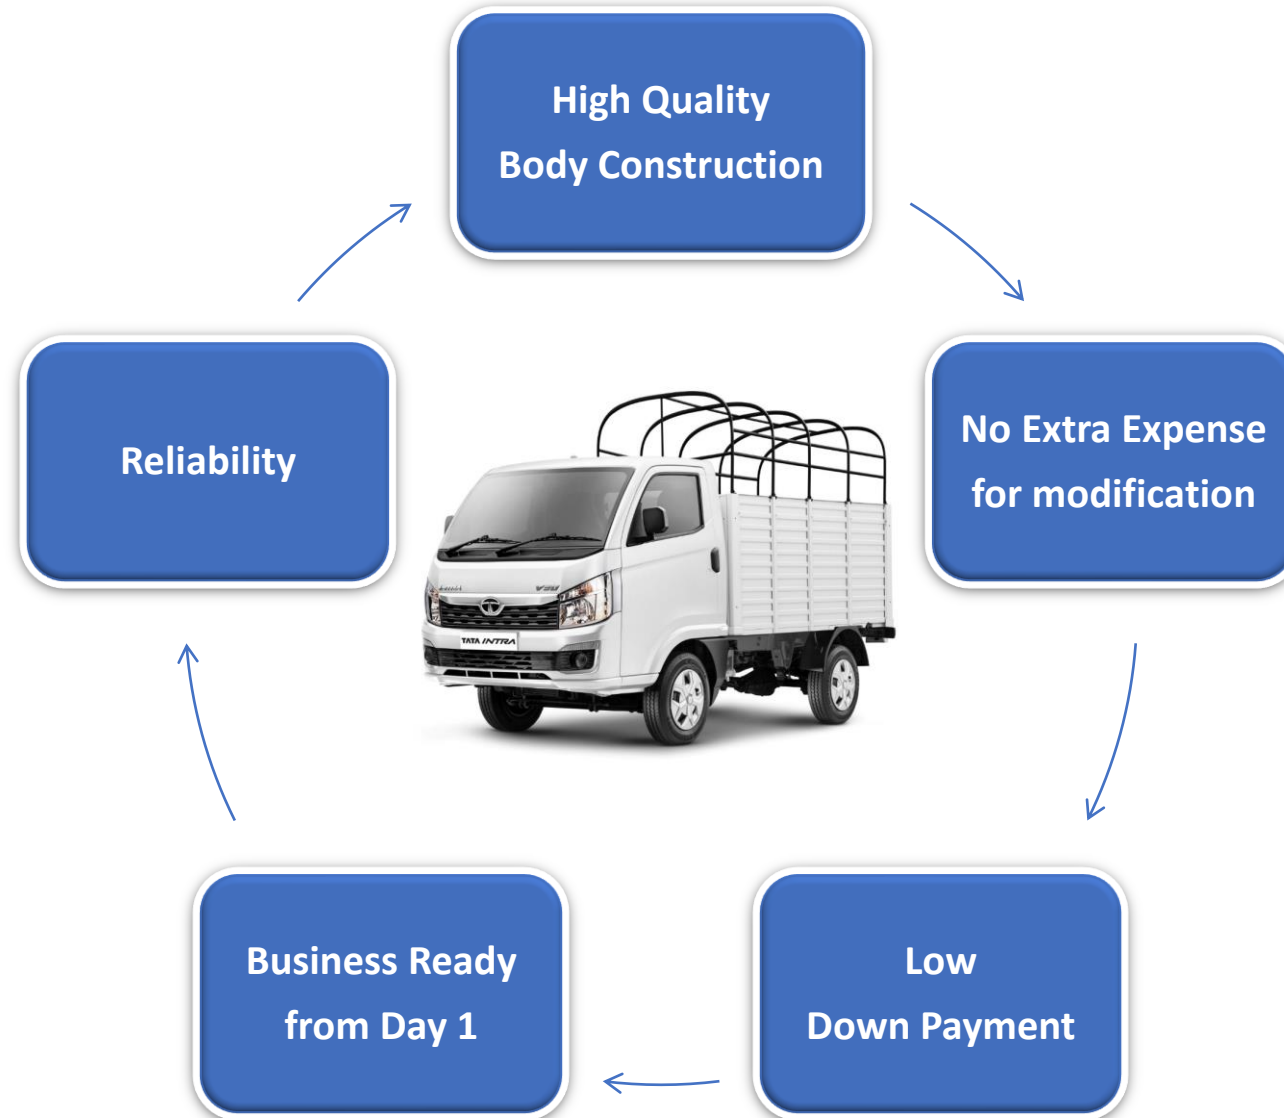 High Quality
Body Construction
No Extra Expense
for modification
Low
Down Payment
Business Ready
from Day 1
Reliability
TATA INTRA